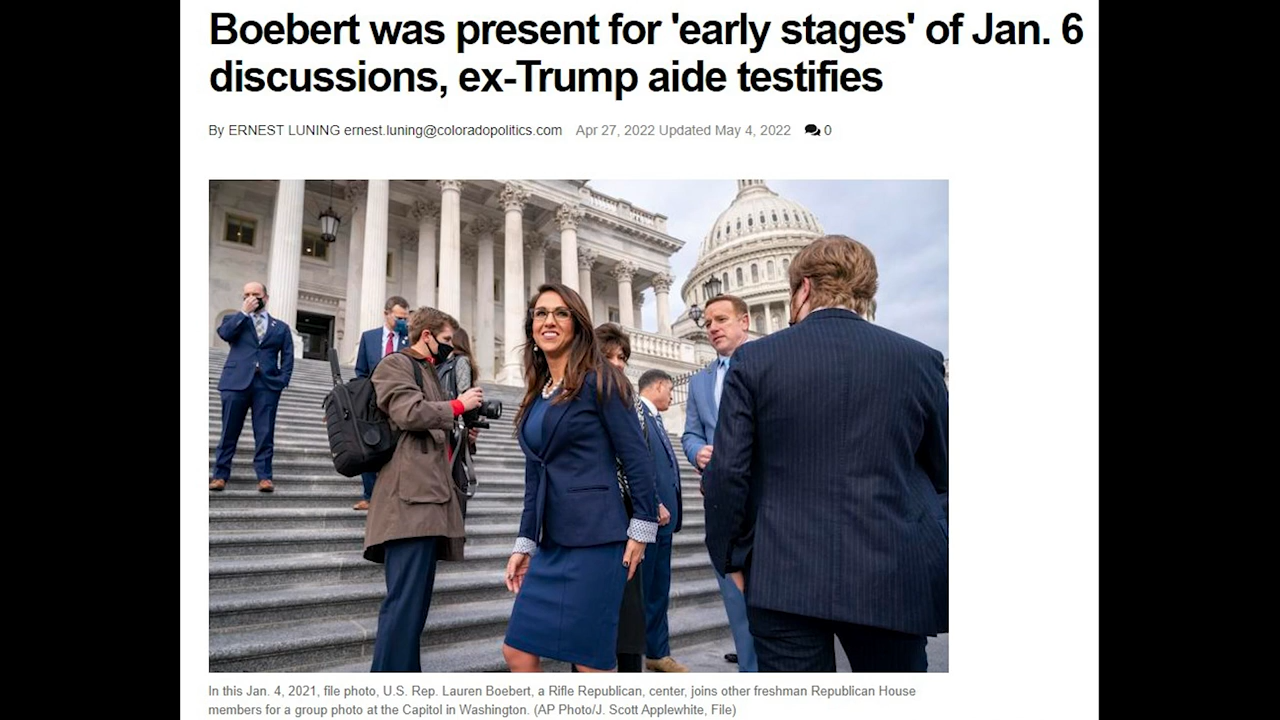 Boebert was present for 'early stages' of Jan. 6
discussions, ex-Trump aide testifies
By ERNEST LUNING ernest.luning@coloradopolitics.com Apr 27, 2022 Updated May 4, 2022 0
In this Jan. 4, 2021, file photo, U.S. Rep. Lauren Boebert, a Rifle Republican, center, joins other freshman Republican House
members for a group photo at the Capitol in Washington. (AP Photo/J. Scott Applewhite, File)